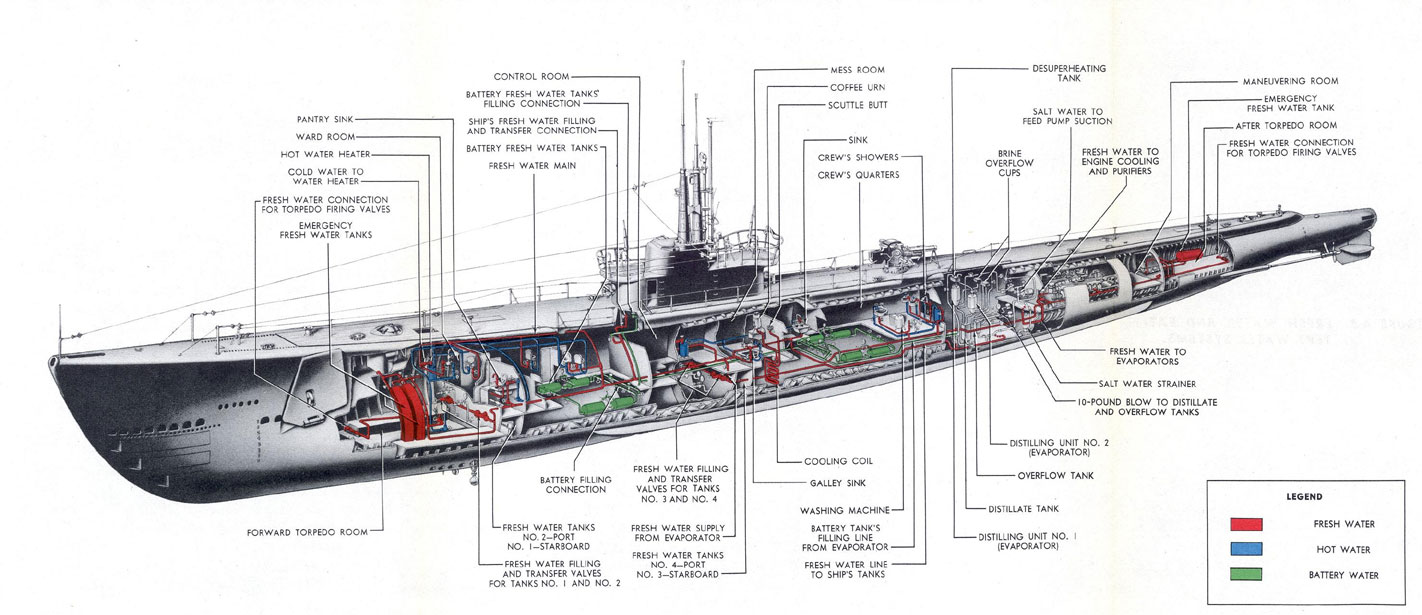 CONTROL ROOM
BATTERY FRESH WATER TANKS'
FILLING CONNECTION
SHIP'S FRESH WATER FILLING
AND TRANSFER CONNECTION
BATTERY FRESH WATER TANKS
FRESH WATER MAIN
PANTRY SINK
WARD ROOM
HOT WATER HEATER
COLD WATER TO
WATER HEATER
FRESH WATER CONNECTION
FOR TORPEDO FIRING VALVES
EMERGENCY
FRESH WATER TANKS
MESS ROOM
COFFEE URN
SCUTTLE BUTT
SINK
CREW'S SHOWERS
CREW'S QUARTERS
DESUPERHEATING
TANK
SALT WATER TO
FEED PUMP SUCTION
BRINE
OVERFLOW
CUPS
FRESH WATER TO
ENGINE COOLING
AND PURIFIERS
MANEUVERING ROOM
EMERGENCY
FRESH WATER TANK
AFTER TORPEDO ROOM
FRESH WATER CONNECTION
FOR TORPEDO FIRING VALVES
FRESH WATER TO
EVAPORATORS
SALT WATER STRAINER
10-POUND BLOW TO DISTILLATE
AND OVERFLOW TANKS
DISTILLING UNIT NO. 2
(EVAPORATOR)
OVERFLOW TANK
DISTILLATE TANK
DISTILLING UNIT NO. 1
(EVAPORATOR)
COOLING COIL
GALLEY SINK
WASHING MACHINE
BATTERY TANK'S
FILLING LINE
FROM EVAPORATOR
FRESH WATER LINE
TO SHIP'S TANKS
FRESH WATER FILLING
AND TRANSFER
VALVES FOR TANKS
NO. 3 AND NO. 4
FRESH WATER SUPPLY
FROM EVAPORATOR
FRESH WATER TANKS
NO. 4—PORT
NO. 3—STARBOARD
BATTERY FILLING
CONNECTION
FRESH WATER TANKS
NO. 2—PORT
NO. 1—STARBOARD
FRESH WATER FILLING
AND TRANSFER VALVES
FOR TANKS NO. 1 AND NO. 2
FORWARD TORPEDO ROOM
LEGEND
FRESH WATER
HOT WATER
BATTERY WATER